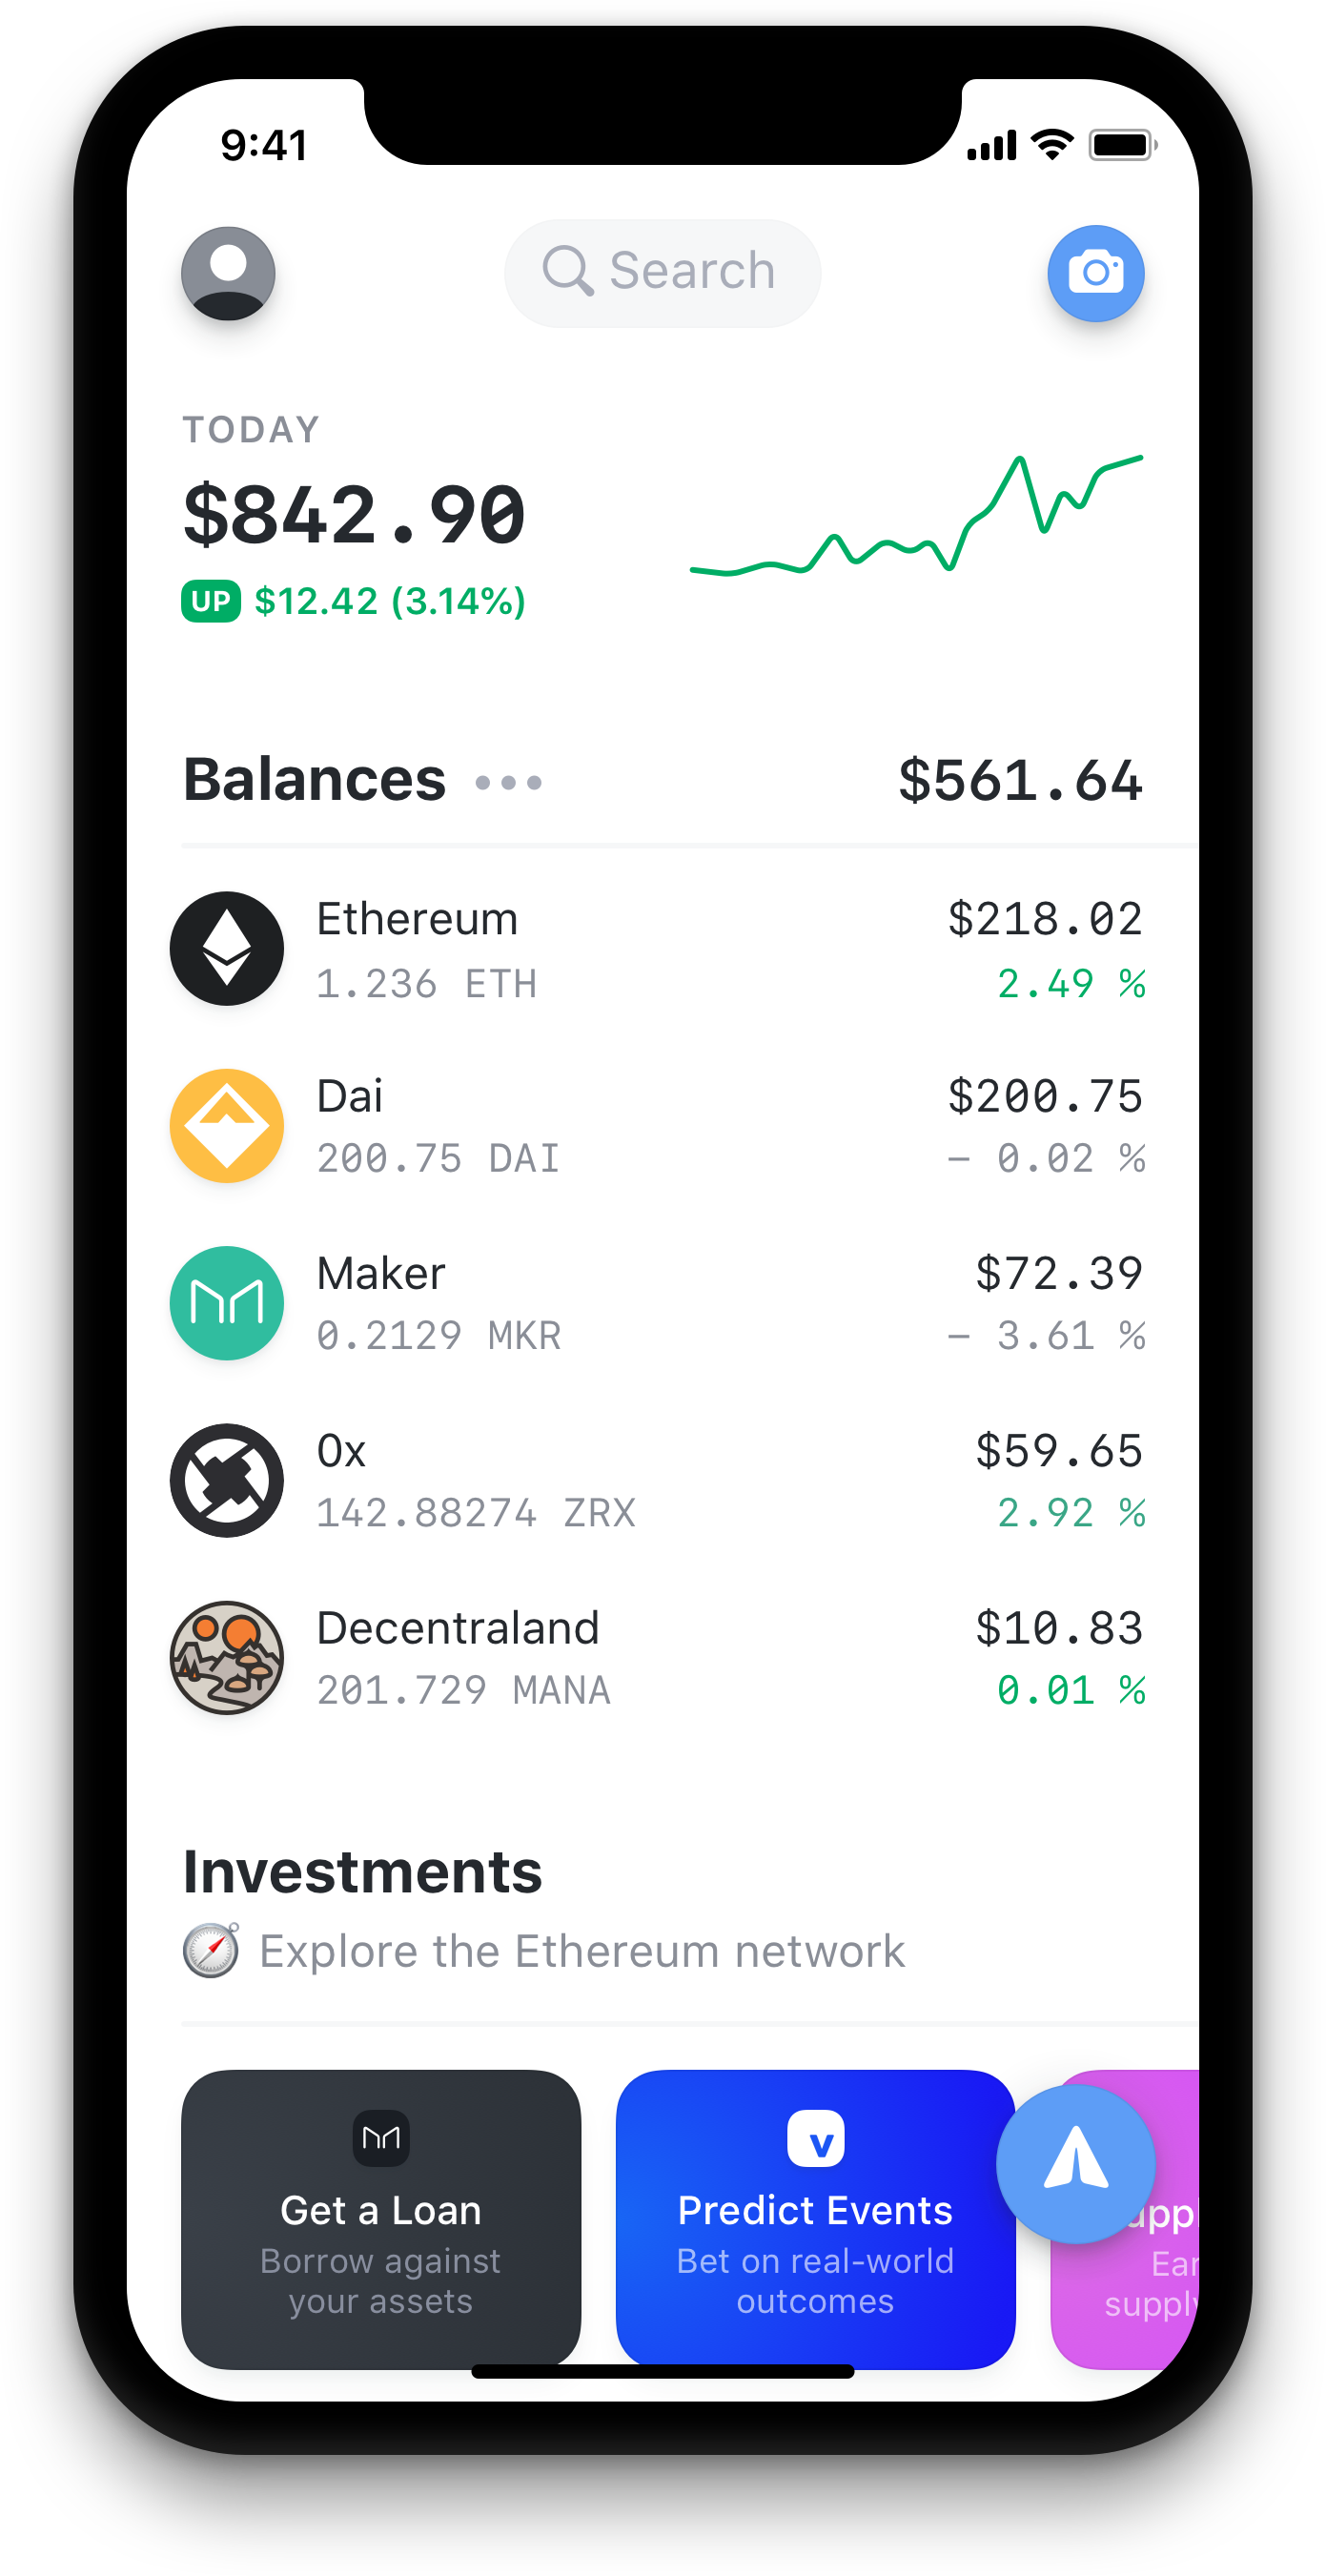 9:41
Search
TODAY
$842.90
UP $12.42 (3.14%)
Balances $561.64
Ethereum $218.02
1.236 ETH 2.49 %
Dai $200.75
200.75 DAI – 0.02 %
Maker $72.39
0.2129 MKR – 3.61 %
0x $59.65
142.88274 ZRX 2.92 %
Decentraland $10.83
201.729 MANA 0.01 %
Investments
Explore the Ethereum network
v
Get a Loan
Borrow against
your assets
Predict Events
Bet on real-world
outcomes